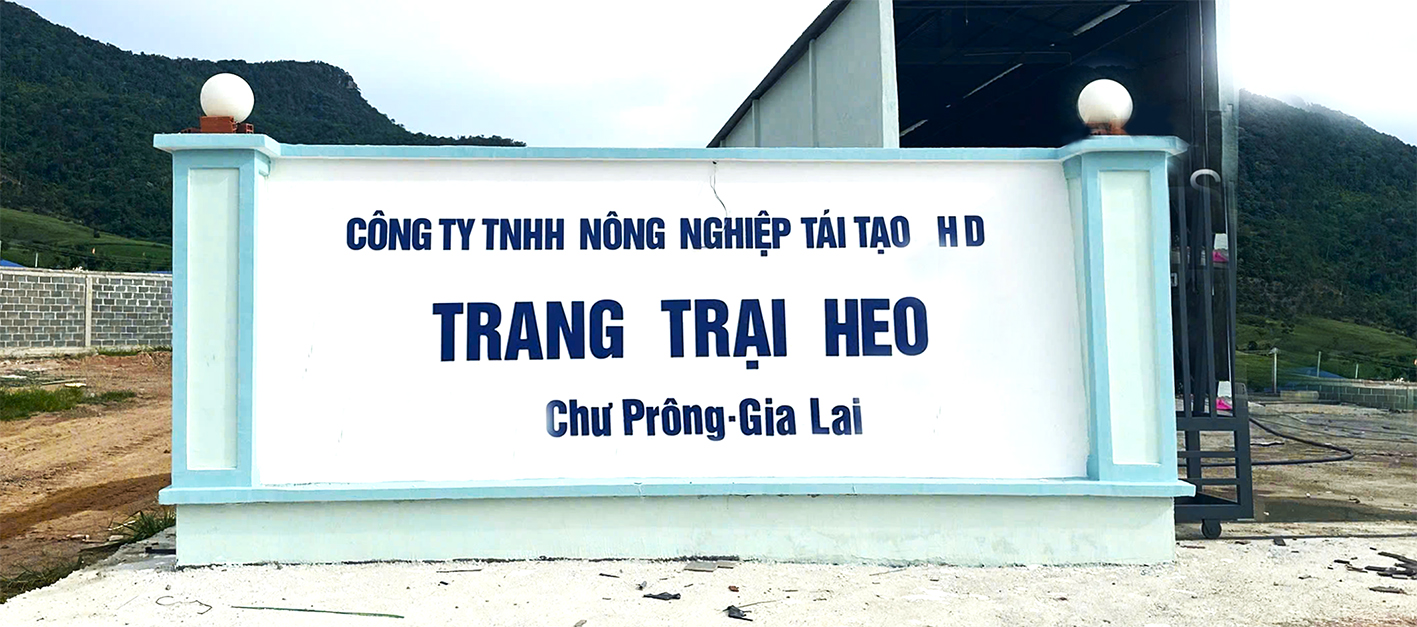 CÔNG TY TNHH NÔNG NGHIỆP TÁI TẠO HD
TRANG TRẠI HEO
Chư Prông-Gia Lai